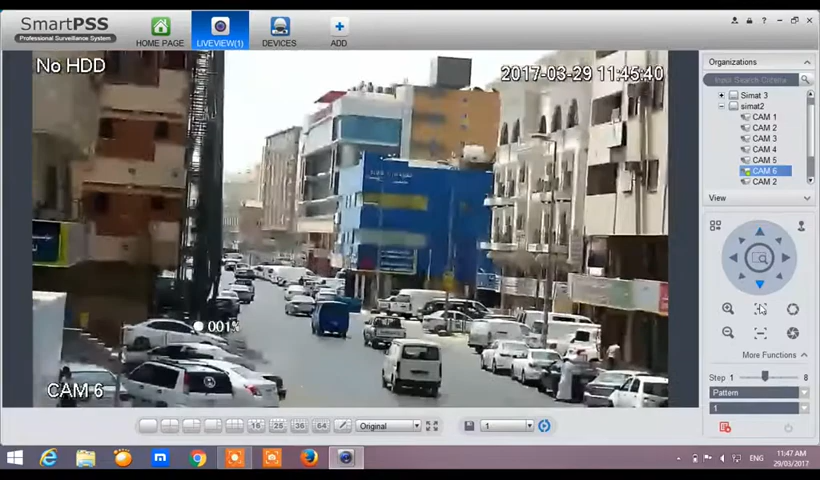 SmartPSS
Professional Surveillance System
HOME PAGE
LIVEVIEW(1)
DEVICES
ADD
No HDD
2017-03-29 11:45:40
001%
CAM 6
Organizations
Input Search Criteria
Simat 3
simat2
CAM 1
CAM 2
CAM 3
CAM 4
CAM 5
CAM 6
CAM 2
View
More Functions
Step 1 8
Pattern
1
16 25 36 64 Original 1
ENG
11:47 AM
29/03/2017